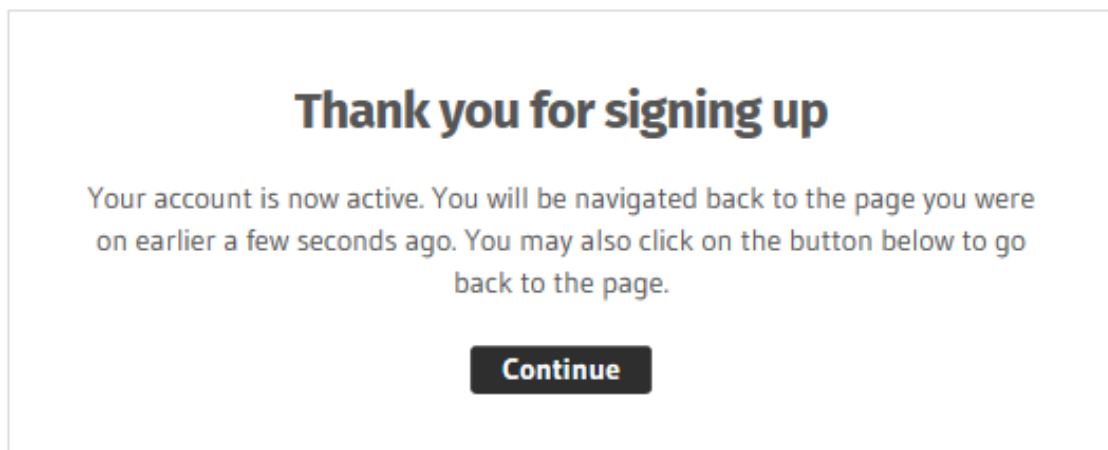 Thank you for signing up
Your account is now active. You will be navigated back to the page you were
on earlier a few seconds ago. You may also click on the button below to go
back to the page.
Continue